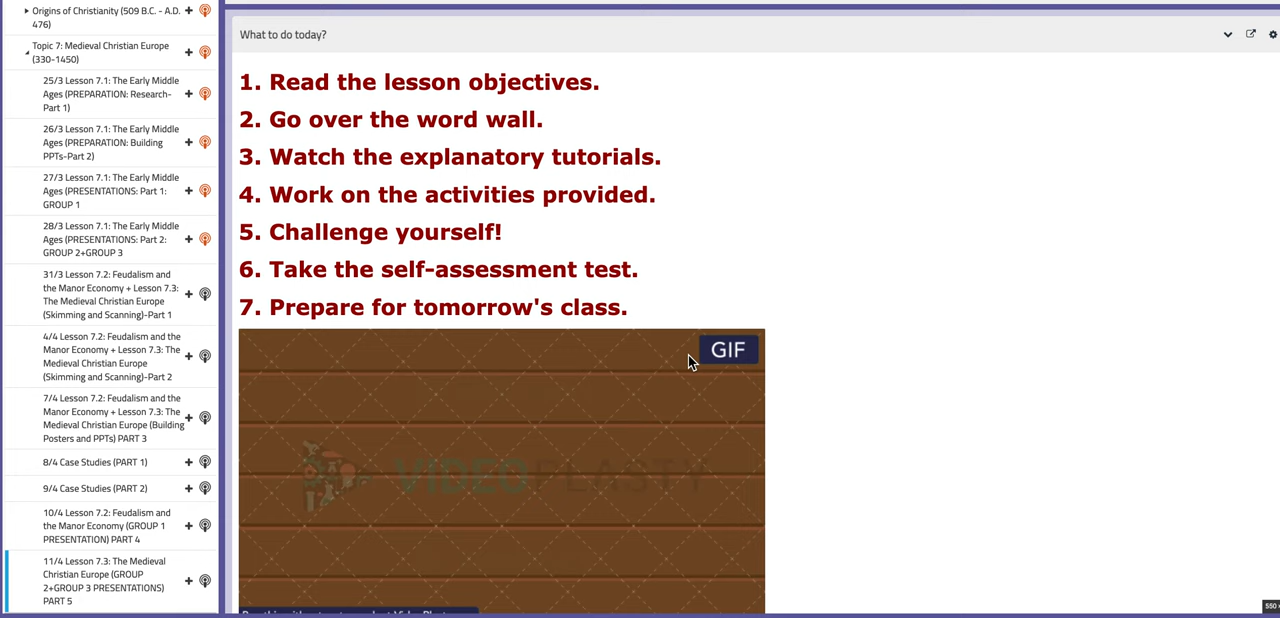 Origins of Christianity (509 B.C. - A.D.
476)
Topic 7: Medieval Christian Europe
(330-1450)
25/3 Lesson 7.1: The Early Middle
Ages (PREPARATION: Research-
Part 1)
26/3 Lesson 7.1: The Early Middle
Ages (PREPARATION: Building
PPTs-Part 2)
27/3 Lesson 7.1: The Early Middle
Ages (PRESENTATIONS: Part 1:
GROUP 1
28/3 Lesson 7.1: The Early Middle
Ages (PRESENTATIONS: Part 2:
GROUP 2+GROUP 3
31/3 Lesson 7.2: Feudalism and
the Manor Economy + Lesson 7.3:
The Medieval Christian Europe
(Skimming and Scanning)-Part 1
4/4 Lesson 7.2: Feudalism and the
Manor Economy + Lesson 7.3: The
Medieval Christian Europe
(Skimming and Scanning)-Part 2
7/4 Lesson 7.2: Feudalism and the
Manor Economy + Lesson 7.3: The
Medieval Christian Europe (Building
Posters and PPTs) PART 3
8/4 Case Studies (PART 1)
9/4 Case Studies (PART 2)
10/4 Lesson 7.2: Feudalism and
the Manor Economy (GROUP 1
PRESENTATION) PART 4
11/4 Lesson 7.3: The Medieval
Christian Europe (GROUP
2+GROUP 3 PRESENTATIONS)
PART 5
What to do today?
1. Read the lesson objectives.
2. Go over the word wall.
3. Watch the explanatory tutorials.
4. Work on the activities provided.
5. Challenge yourself!
6. Take the self-assessment test.
7. Prepare for tomorrow's class.
GIF
VIDEOPLASTY
550